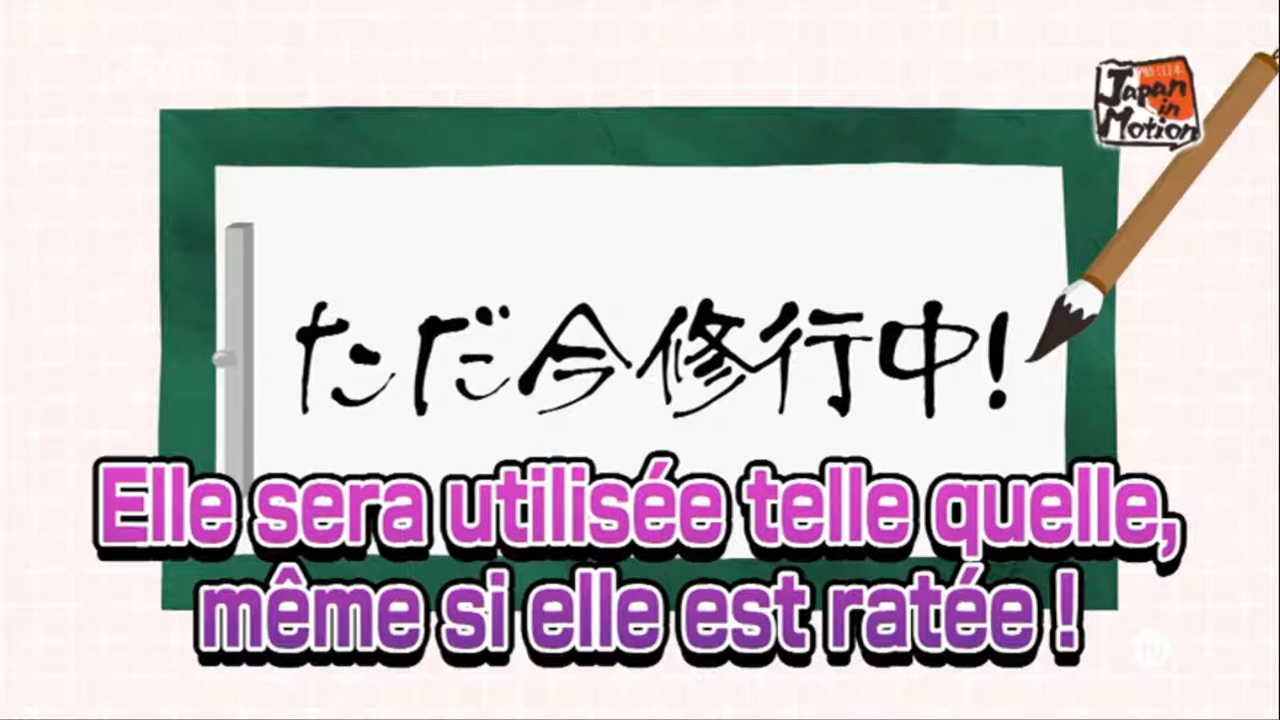 Japan
in
Motion
ただ今修行中!
Elle sera utilisée telle quelle,
même si elle est ratée !